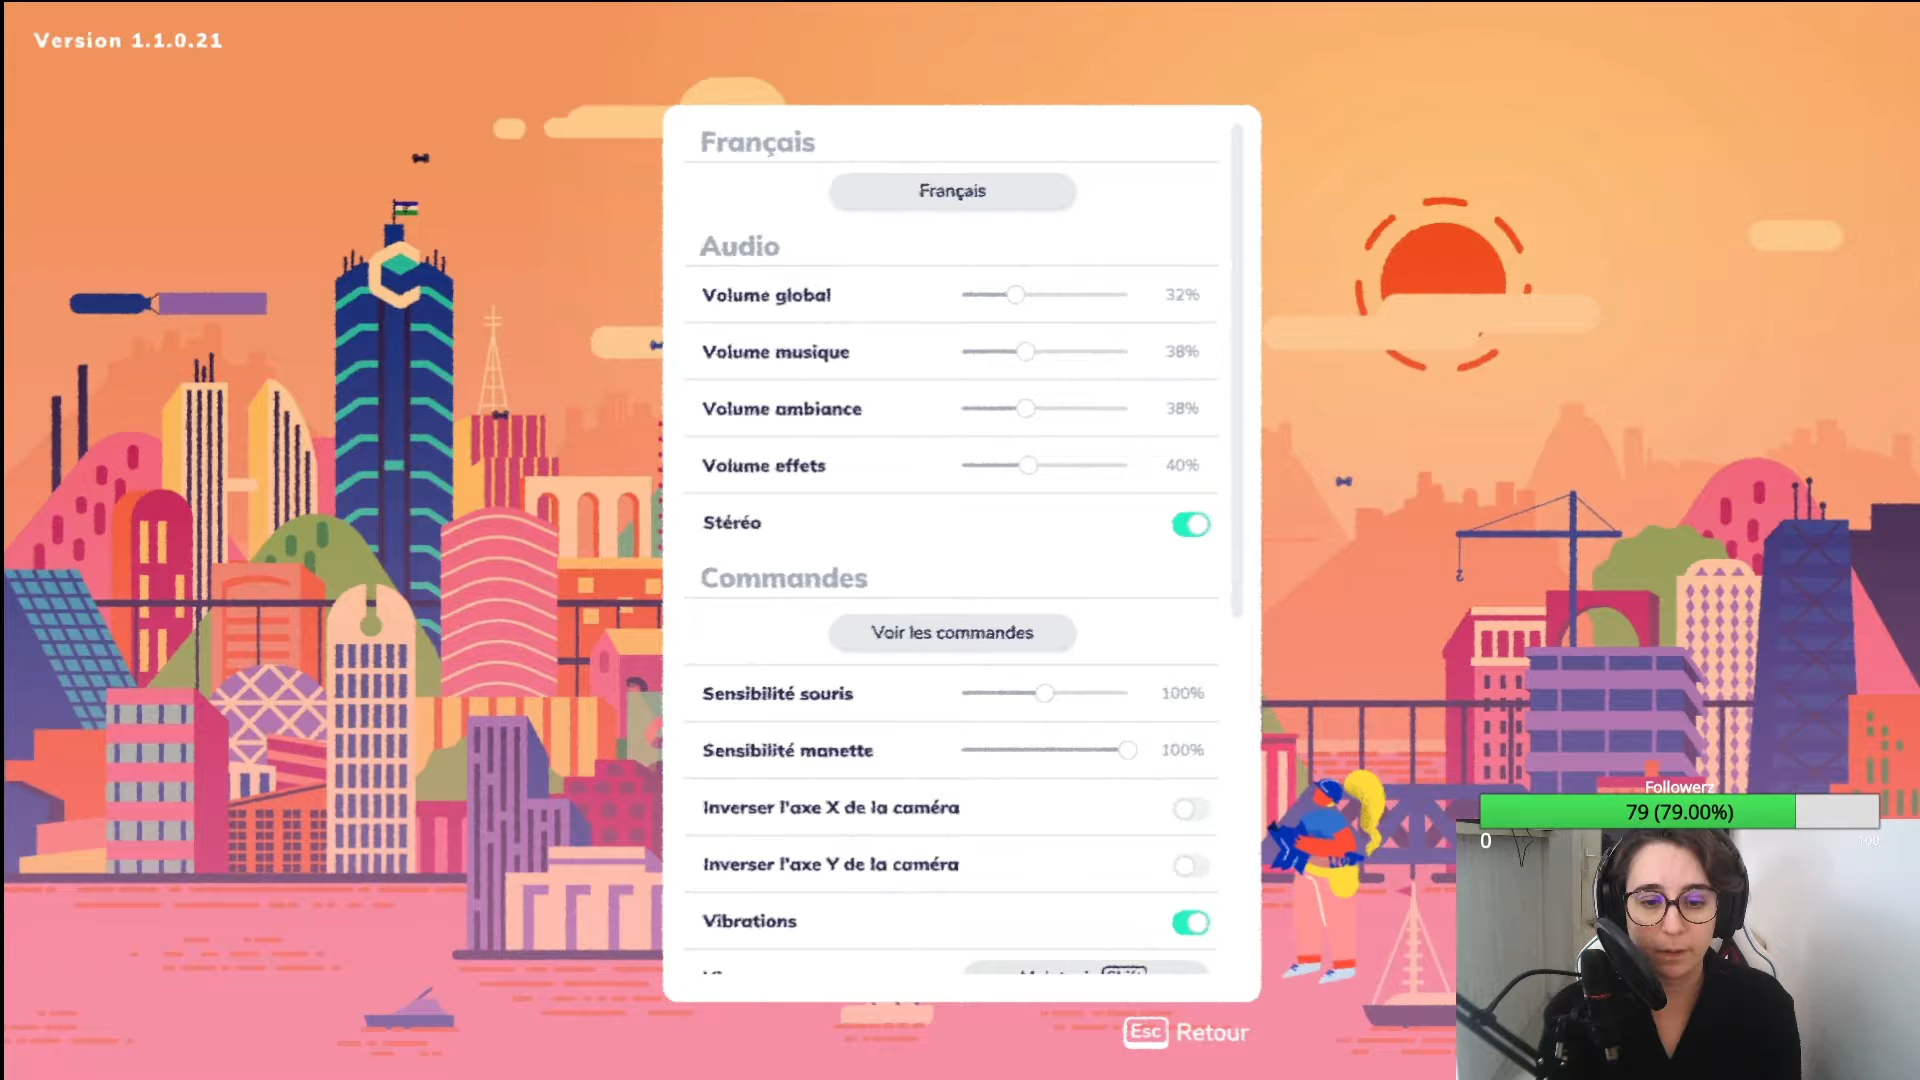 Version 1.1.0.21
Français
Français
Audio
Volume global 32%
Volume musique 38%
Volume ambiance 38%
Volume effets 40%
Stéréo
Commandes
Voir les commandes
Sensibilité souris 100%
Sensibilité manette 100%
Inverser l'axe X de la caméra
Inverser l'axe Y de la caméra
Vibrations
Esc Retour
Followerz
79 (79.00%)
0 100